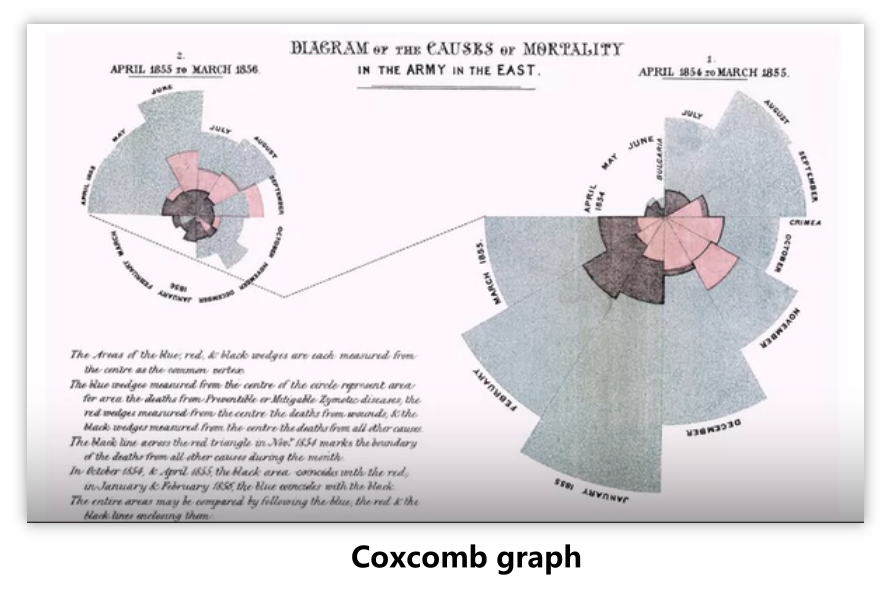 DIAGRAM OF THE CAUSES OF MORTALITY
IN THE ARMY IN THE EAST.
2.
APRIL 1855 TO MARCH 1856.
1.
APRIL 1854 TO MARCH 1855.
APRIL 1855
MAY
JUNE
JULY
AUGUST
SEPTEMBER
OCTOBER
NOVEMBER
DECEMBER
JANUARY
1856
FEBRUARY
MARCH
APRIL
1854
MAY
JUNE
BULGARIA
JULY
AUGUST
SEPTEMBER
CRIMEA
OCTOBER
NOVEMBER
DECEMBER
JANUARY 1855
FEBRUARY
MARCH 1855.
The Areas of the blue, red, & black wedges are each measured from
the centre as the common vertex
The blue wedges measured from the centre of the circle represent area
for area the deaths from Preventible or Mitigable Zymotic diseases, the
red wedges measured from the centre the deaths from wounds, & the
black wedges measured from the centre the deaths from all other causes.
The black line across the red triangle in Novr. 1854 marks the boundary
of the deaths from all other causes during the month.
In October 1854, & April 1855, the black area coincides with the red,
in January & February 1856, the blue coincides with the black.
The entire areas may be compared by following the blue, the red & the
black lines enclosing them.
Coxcomb graph